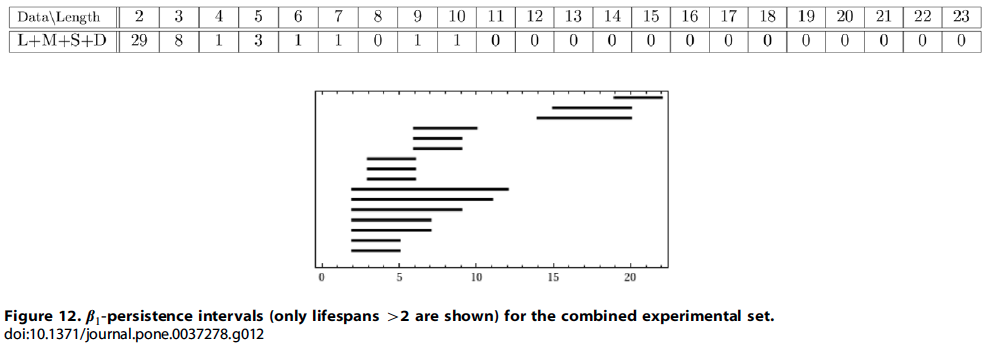 Data\Length 2 3 4 5 6 7 8 9 10 11 12 13 14 15 16 17 18 19 20 21 22 23
L+M+S+D 29 8 1 3 1 1 0 1 1 0 0 0 0 0 0 0 0 0 0 0 0 0
0 5 10 15 20
Figure 12. β₁-persistence intervals (only lifespans >2 are shown) for the combined experimental set.
doi:10.1371/journal.pone.0037278.g012